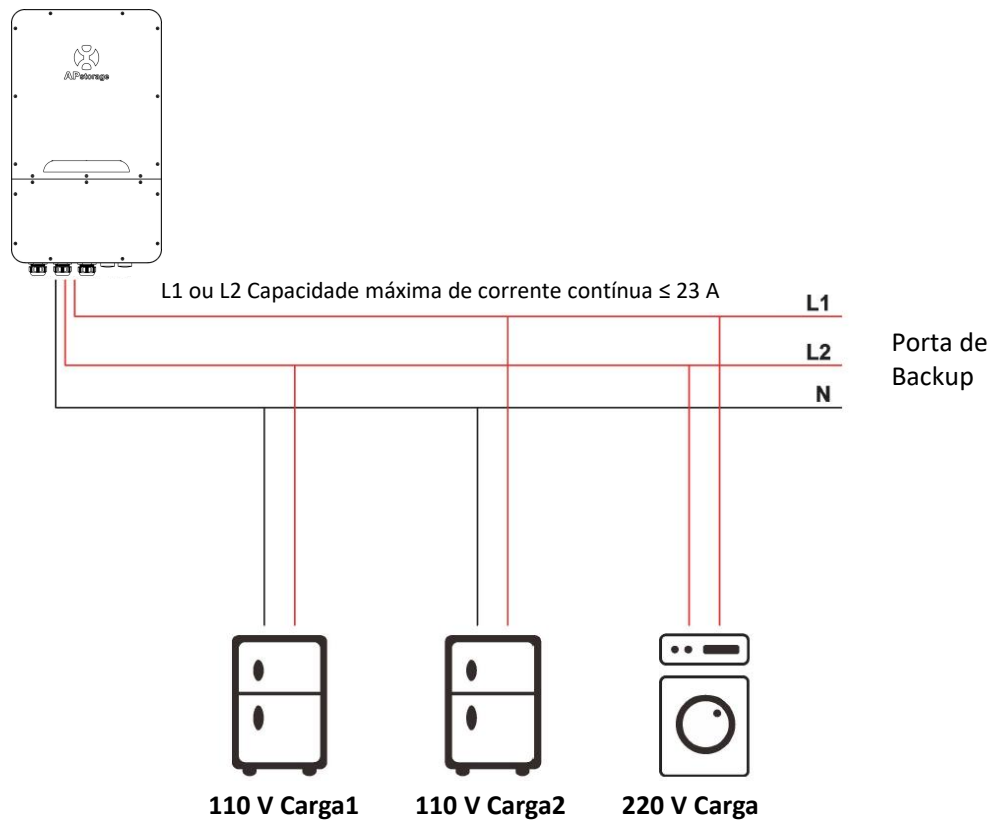 APstorage
L1 ou L2 Capacidade máxima de corrente contínua ≤ 23 A
L1
L2
N
Porta de
Backup
110 V Carga1
110 V Carga2
220 V Carga